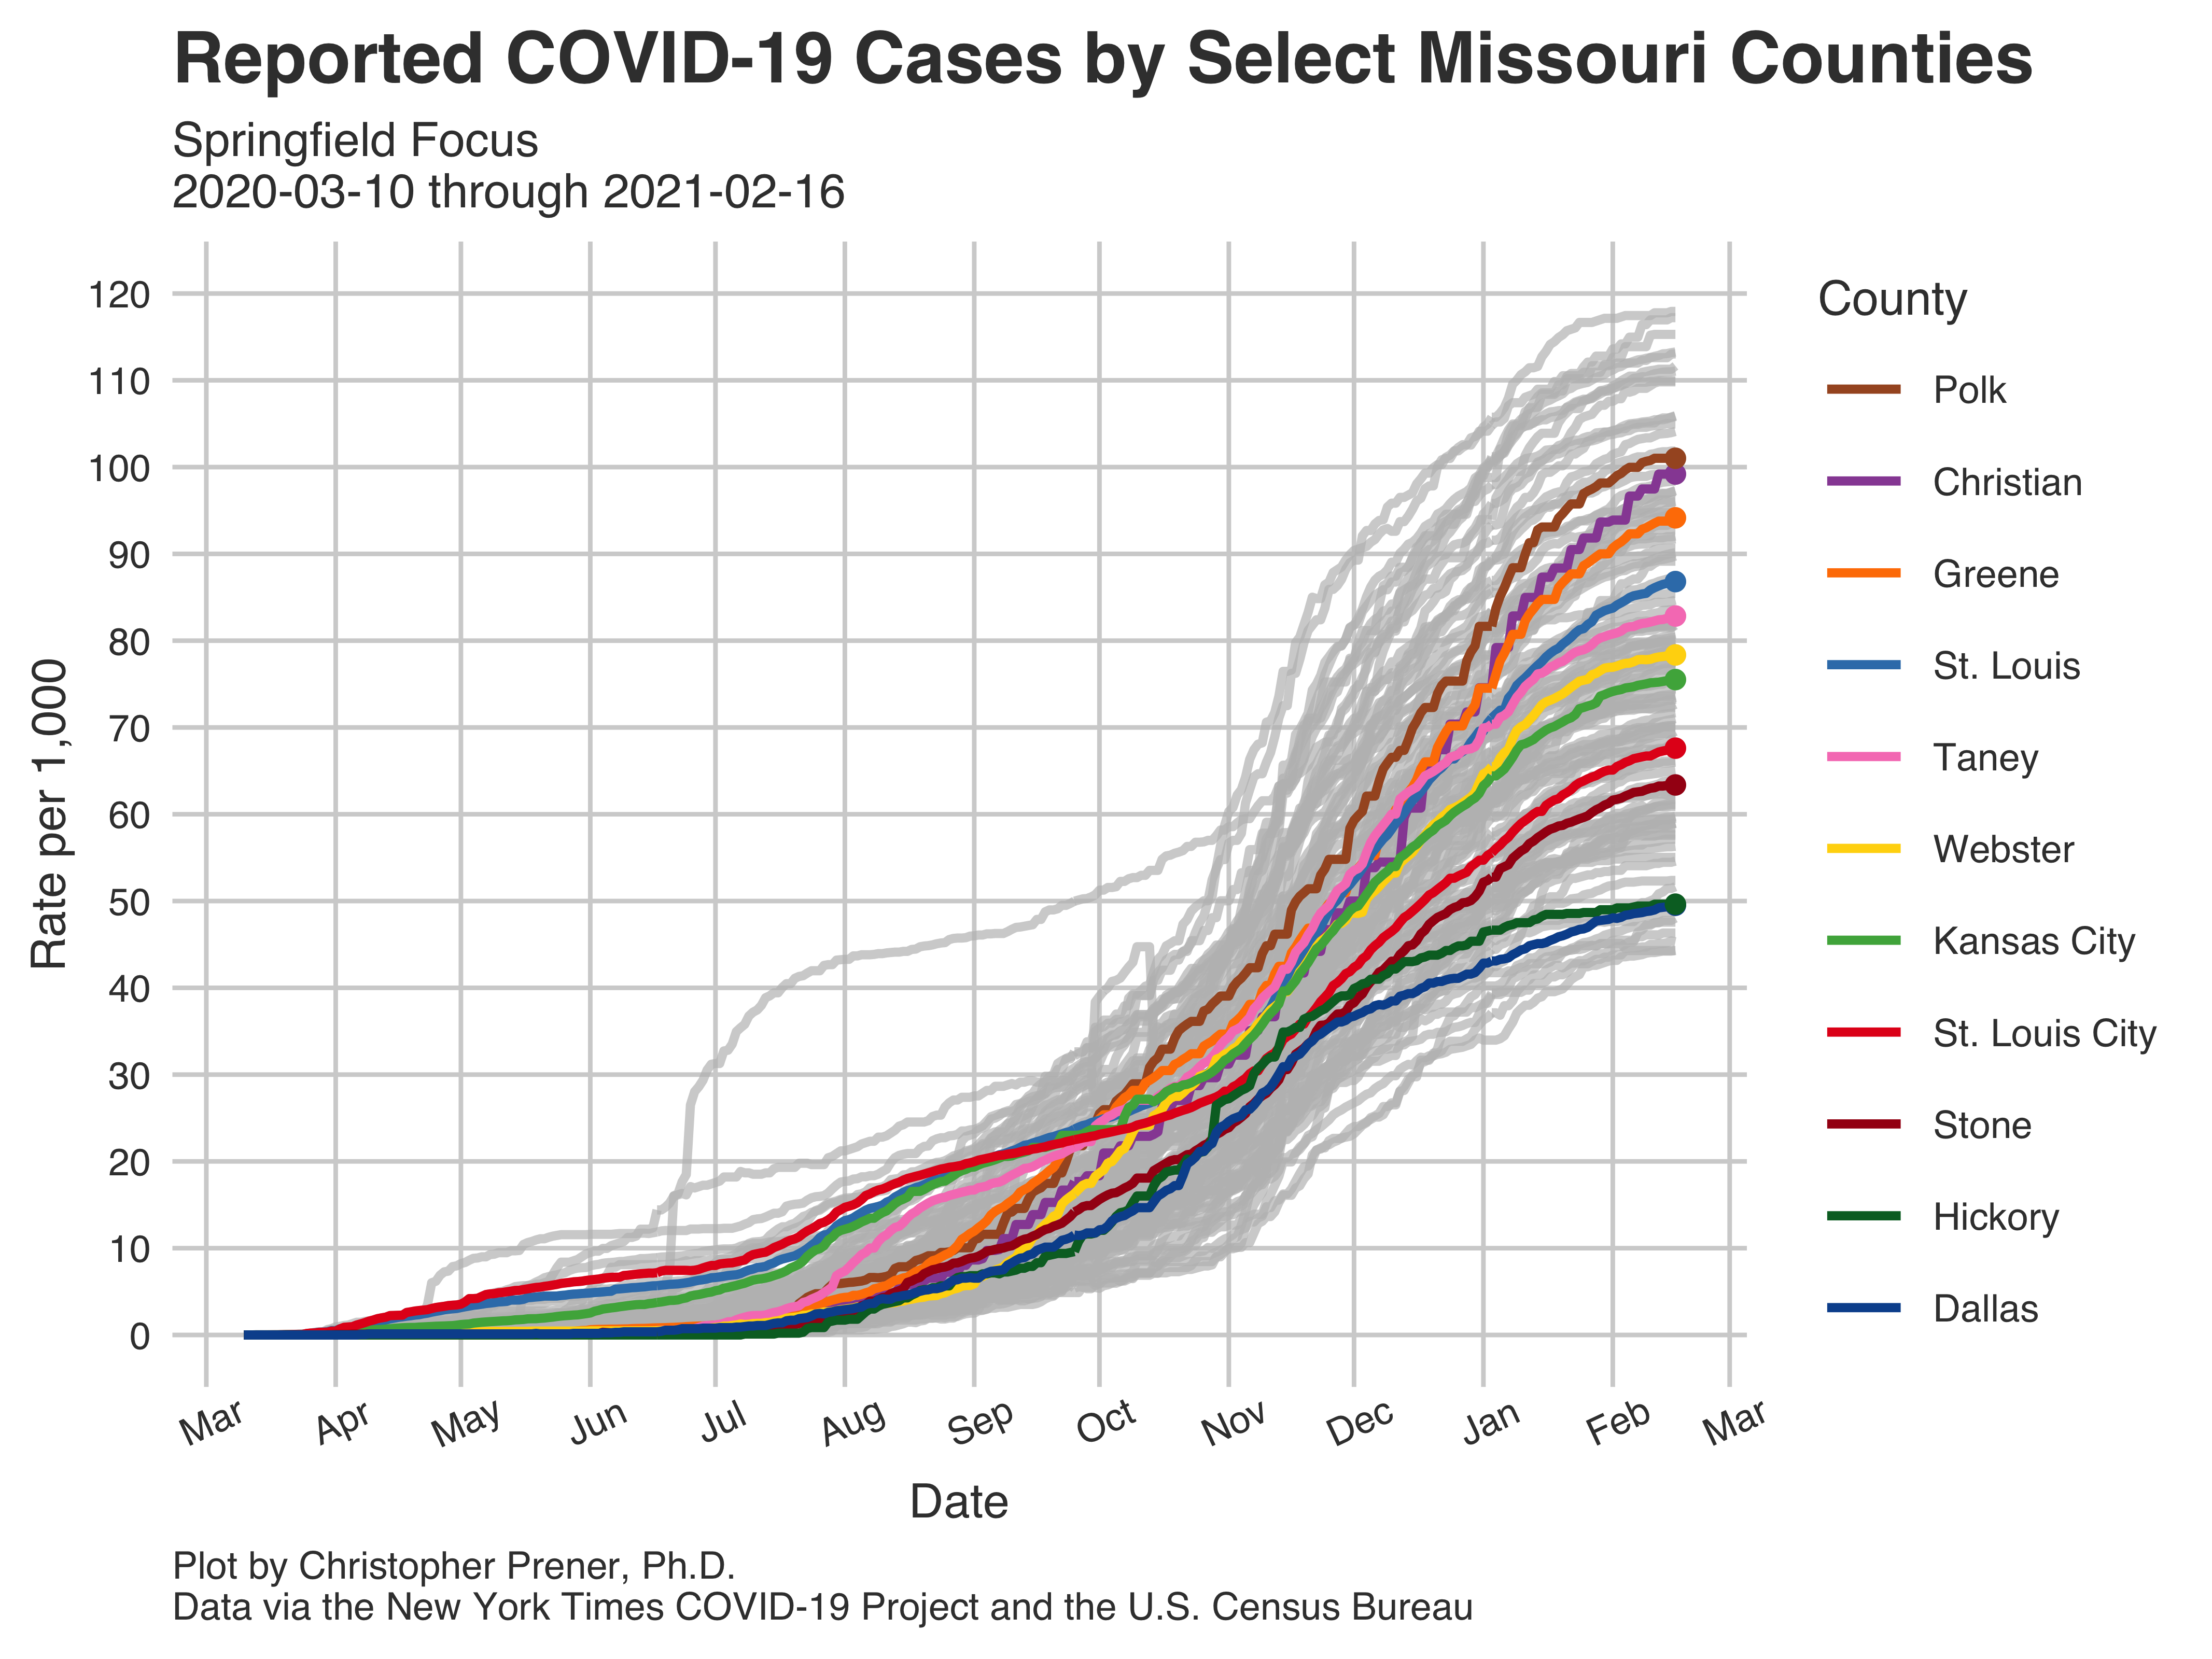 Reported COVID-19 Cases by Select Missouri Counties
Springfield Focus
2020-03-10 through 2021-02-16
120
110
100
90
80
70
60
50
40
30
20
10
0
Rate per 1,000
Mar Apr May Jun Jul Aug Sep Oct Nov Dec Jan Feb Mar
Date
County
Polk
Christian
Greene
St. Louis
Taney
Webster
Kansas City
St. Louis City
Stone
Hickory
Dallas
Plot by Christopher Prener, Ph.D.
Data via the New York Times COVID-19 Project and the U.S. Census Bureau